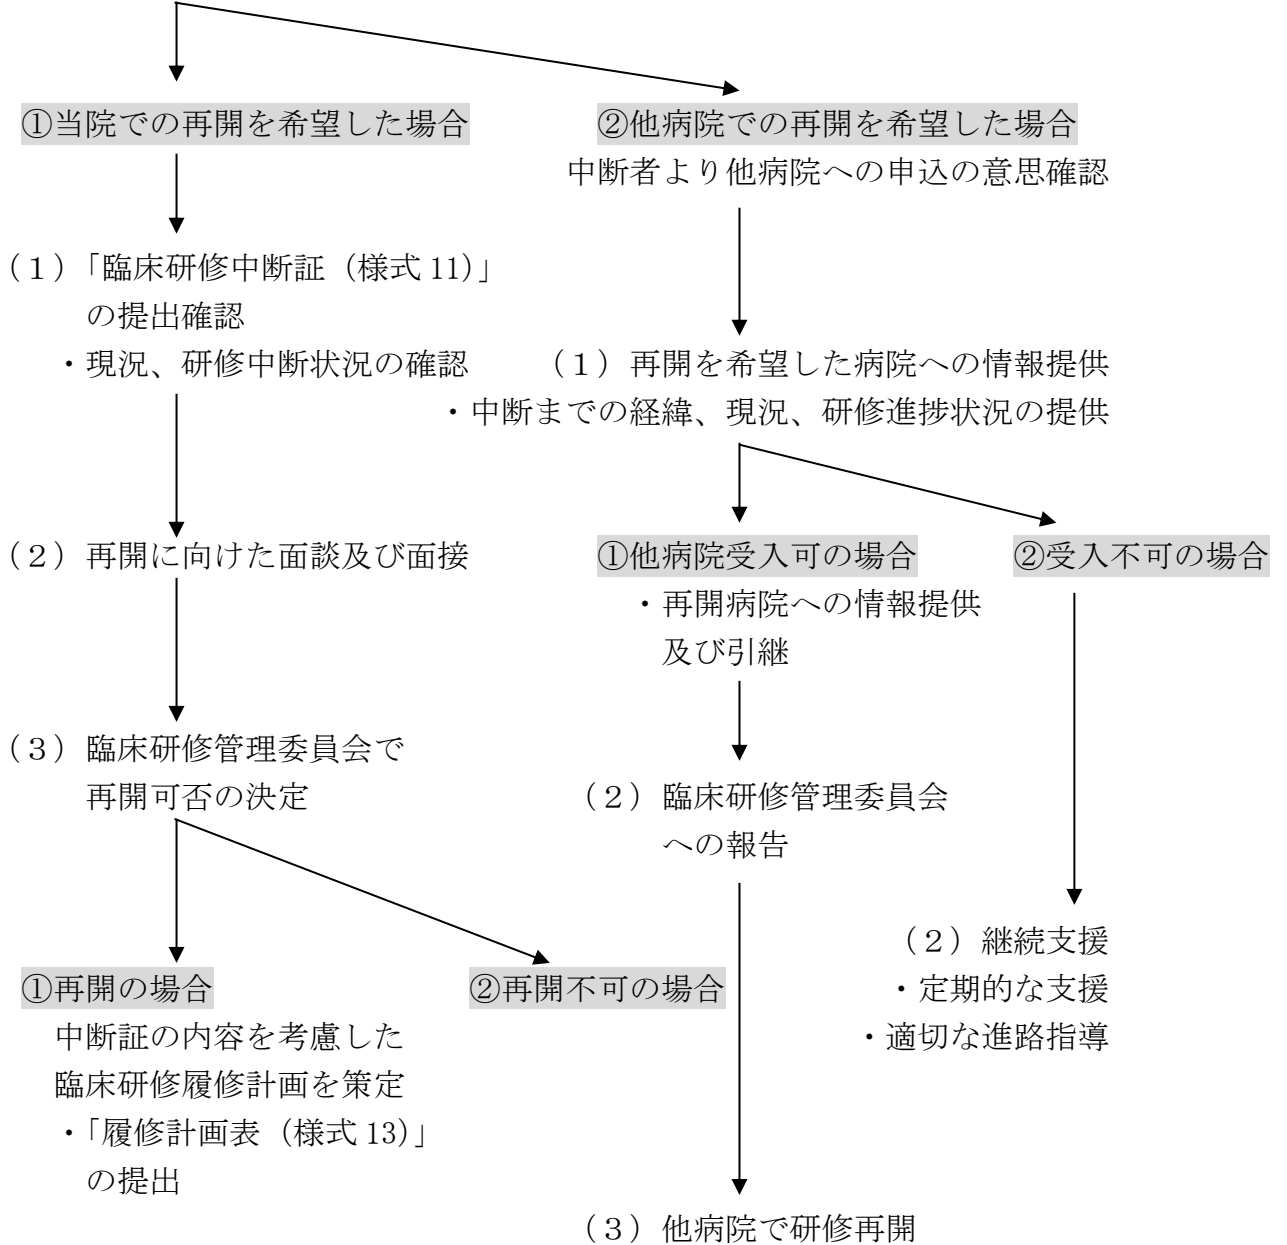 ①当院での再開を希望した場合
②他病院での再開を希望した場合
中断者より他病院への申込の意思確認
（１）「臨床研修中断証（様式11）」
の提出確認
・現況、研修中断状況の確認
（１）再開を希望した病院への情報提供
・中断までの経緯、現況、研修進捗状況の提供
（２）再開に向けた面談及び面接
①他病院受入可の場合
②受入不可の場合
・再開病院への情報提供
及び引継
（３）臨床研修管理委員会で
再開可否の決定
（２）臨床研修管理委員会
への報告
（２）継続支援
・定期的な支援
・適切な進路指導
①再開の場合
②再開不可の場合
中断証の内容を考慮した
臨床研修履修計画を策定
・「履修計画表（様式13）」
の提出
（３）他病院で研修再開